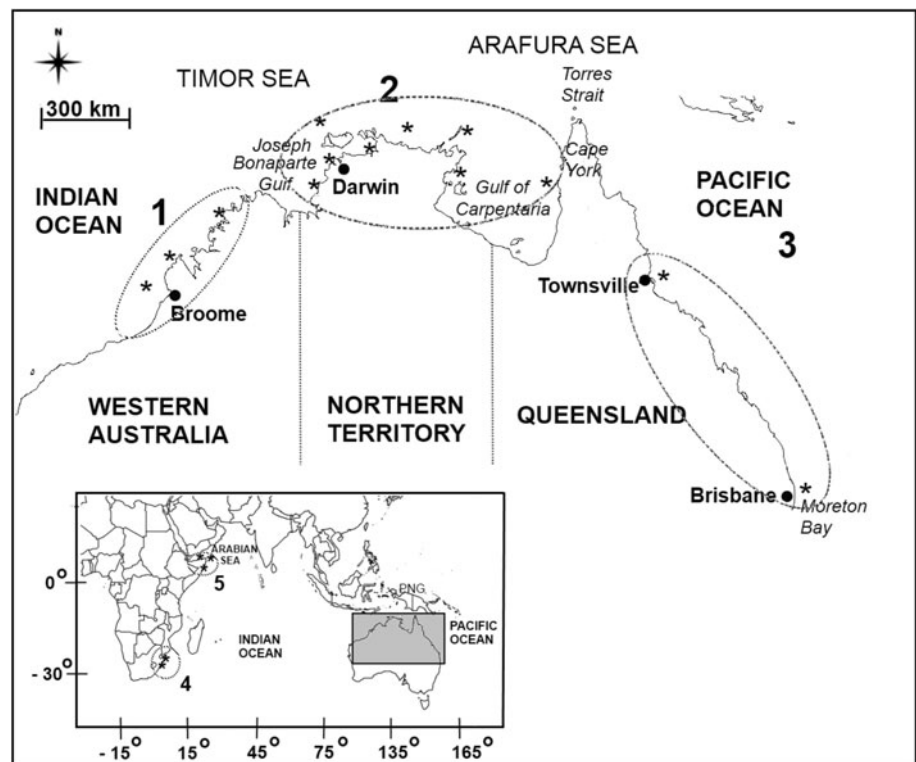 N
ARAFURA SEA
TIMOR SEA
2
Torres
Strait
300 km
Joseph
Bonaparte
Gulf
Darwin
Cape
York
Gulf of
Carpentaria
PACIFIC
OCEAN
INDIAN
OCEAN
1
3
Townsville
Broome
WESTERN
AUSTRALIA
NORTHERN
TERRITORY
QUEENSLAND
Brisbane
Moreton
Bay
ARABIAN
SEA
5
0°
PNG
INDIAN
OCEAN
PACIFIC
OCEAN
- 30°
4
- 15°
15°
45°
75°
105°
135°
165°